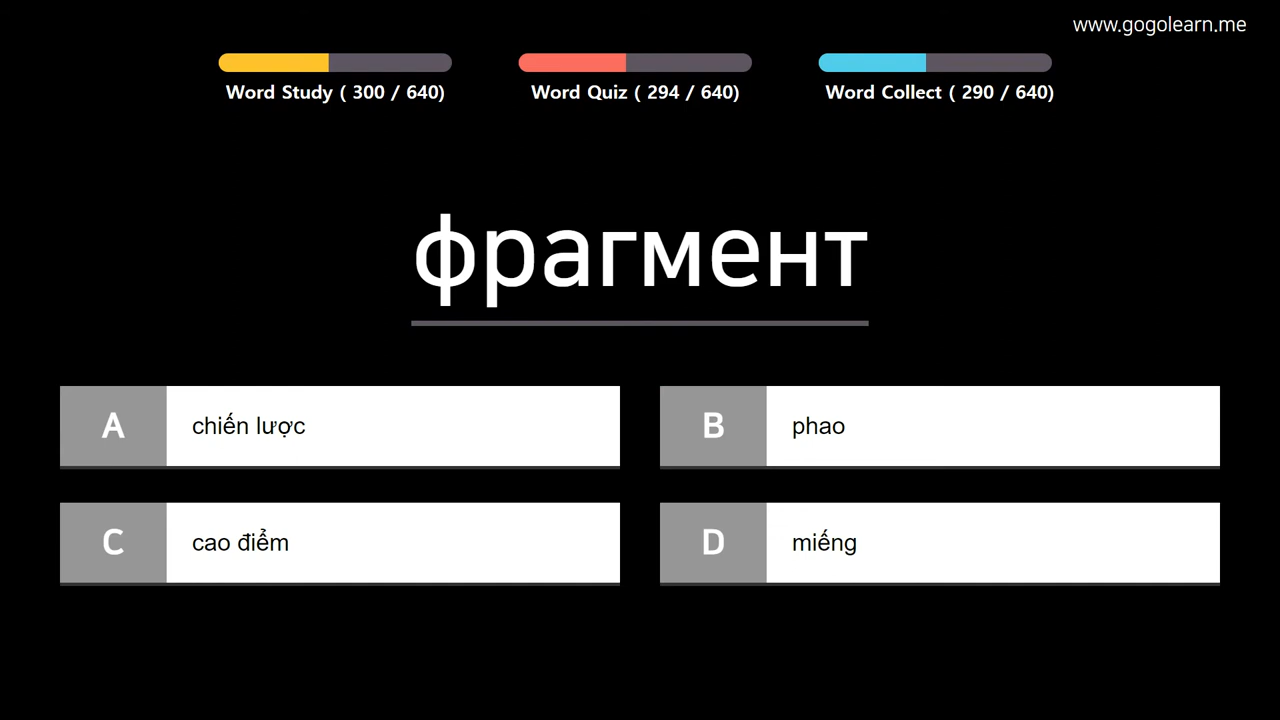 www.gogolearn.me
Word Study ( 300 / 640)
Word Quiz ( 294 / 640)
Word Collect ( 290 / 640)
фрагмент
A chiến lược
B phao
C cao điểm
D miếng